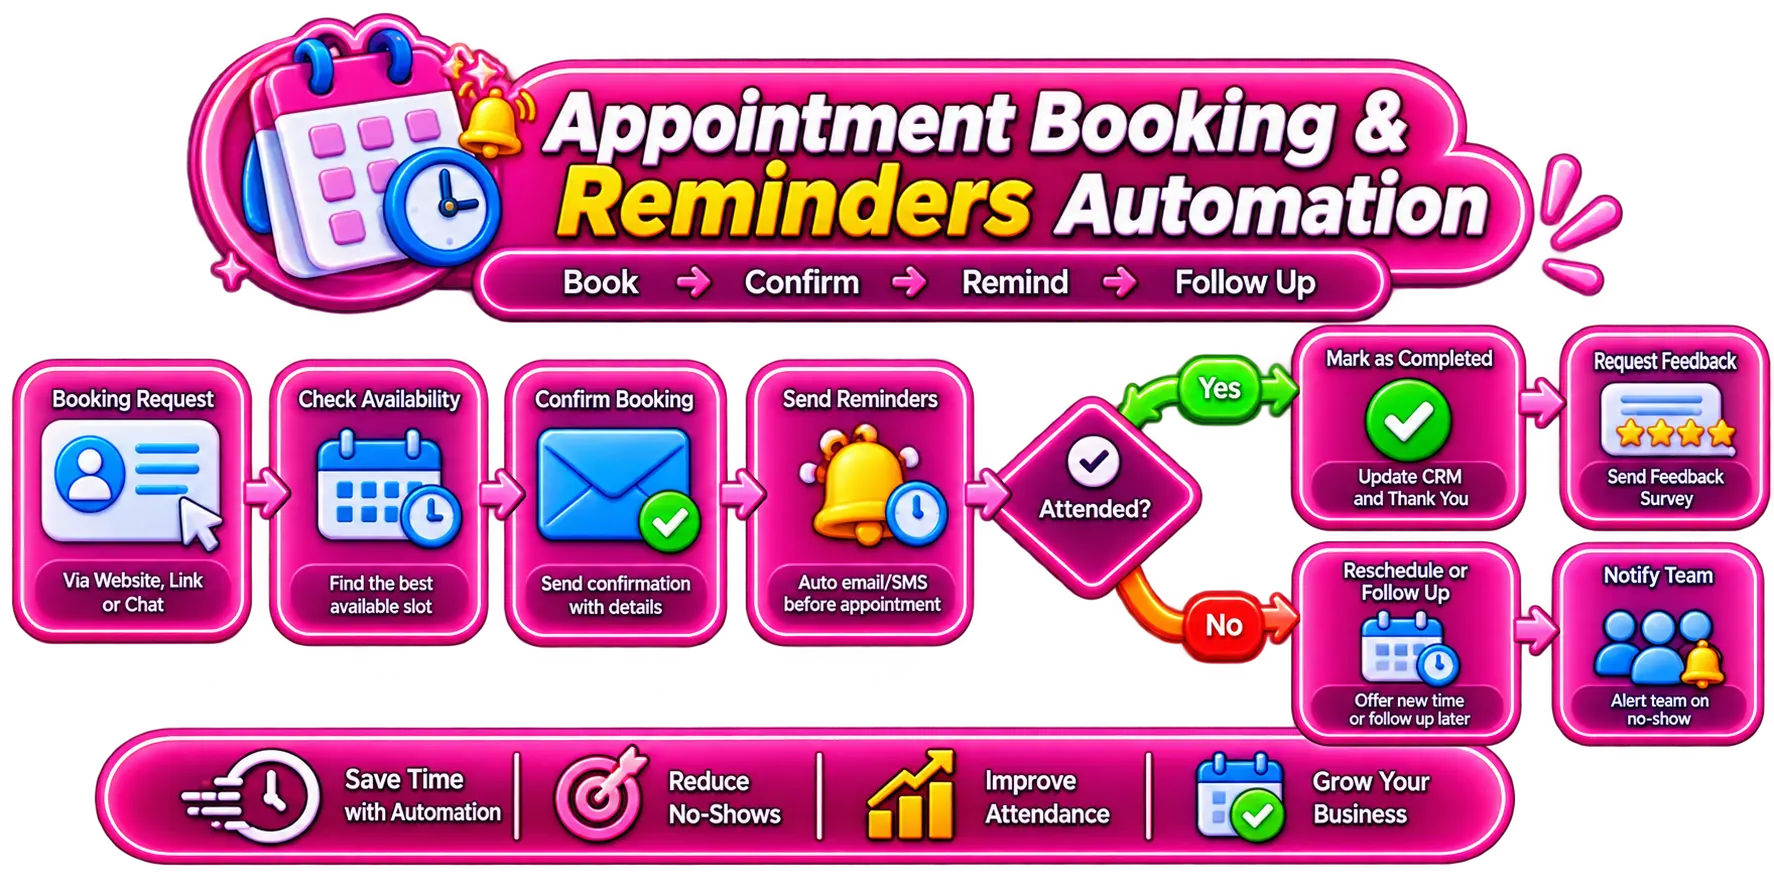 Appointment Booking &
Reminders Automation
Book
Confirm
Remind
Follow Up
Booking Request
Via Website, Link
or Chat
Check Availability
Find the best
available slot
Confirm Booking
Send confirmation
with details
Send Reminders
Auto email/SMS
before appointment
Attended?
Yes
Mark as Completed
Update CRM
and Thank You
Request Feedback
Send Feedback
Survey
No
Reschedule or
Follow Up
Offer new time
or follow up later
Notify Team
Alert team on
no-show
Save Time
with Automation
Reduce
No-Shows
Improve
Attendance
Grow Your
Business